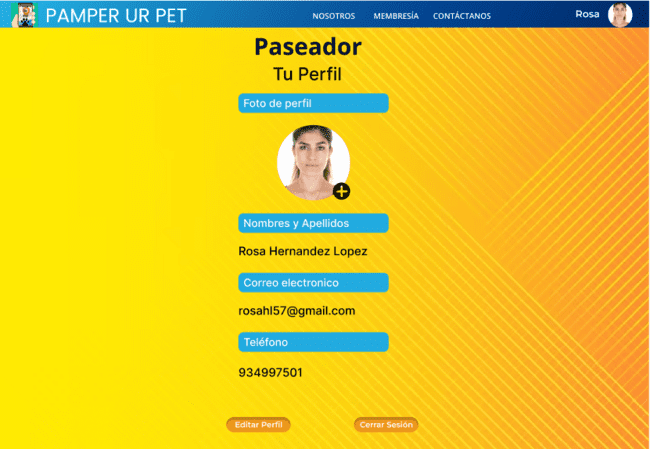 PAMPER UR PET
NOSOTROS MEMBRESÍA CONTÁCTANOS Rosa
Paseador
Tu Perfil
Foto de perfil
Nombres y Apellidos
Rosa Hernandez Lopez
Correo electronico
rosahl57@gmail.com
Teléfono
934997501
Editar Perfil Cerrar Sesión